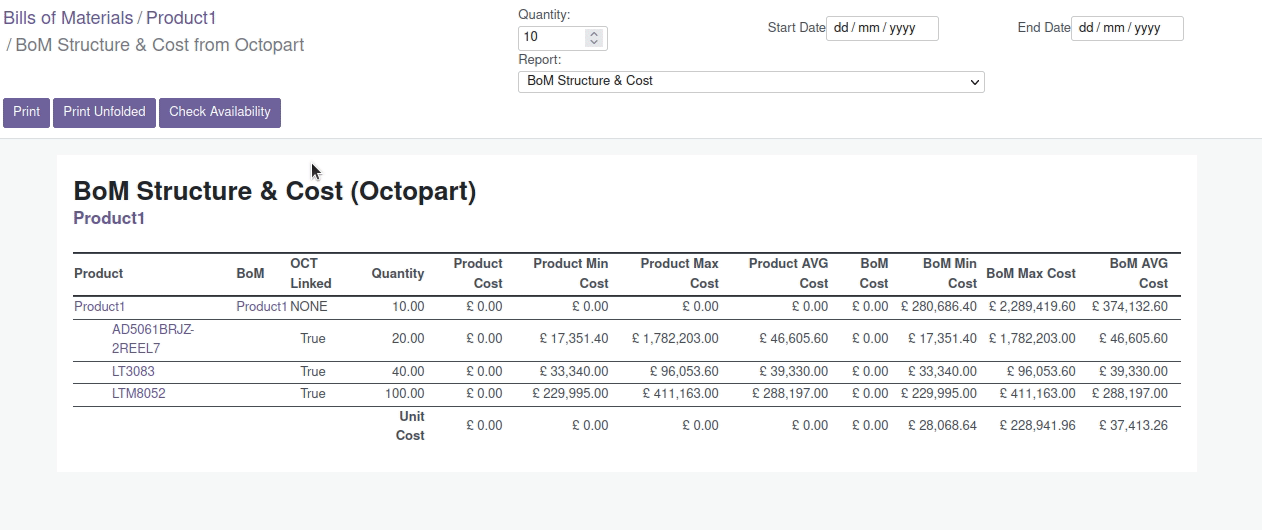 Bills of Materials / Product1
/ BoM Structure & Cost from Octopart
Quantity:
10
Report:
BoM Structure & Cost
Start Date dd / mm / yyyy
End Date dd / mm / yyyy
Print Print Unfolded Check Availability
BoM Structure & Cost (Octopart)
Product1
Product BoM OCT Linked Quantity Product Cost Product Min Cost Product Max Cost Product AVG Cost BoM Cost BoM Min Cost BoM Max Cost BoM AVG Cost
Product1 Product1 NONE 10.00 £ 0.00 £ 0.00 £ 0.00 £ 0.00 £ 0.00 £ 280,686.40 £ 2,289,419.60 £ 374,132.60
AD5061BRJZ-2REEL7 True 20.00 £ 0.00 £ 17,351.40 £ 1,782,203.00 £ 46,605.60 £ 0.00 £ 17,351.40 £ 1,782,203.00 £ 46,605.60
LT3083 True 40.00 £ 0.00 £ 33,340.00 £ 96,053.60 £ 39,330.00 £ 0.00 £ 33,340.00 £ 96,053.60 £ 39,330.00
LTM8052 True 100.00 £ 0.00 £ 229,995.00 £ 411,163.00 £ 288,197.00 £ 0.00 £ 229,995.00 £ 411,163.00 £ 288,197.00
Unit Cost £ 0.00 £ 0.00 £ 0.00 £ 0.00 £ 0.00 £ 28,068.64 £ 228,941.96 £ 37,413.26